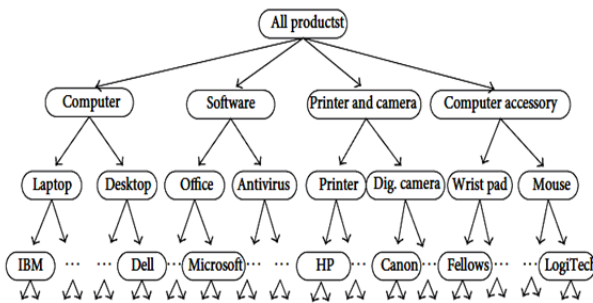 All productst
Computer Software Printer and camera Computer accessory
Laptop Desktop Office Antivirus Printer Dig. camera Wrist pad Mouse
IBM ... ... Dell ... Microsoft ... ... HP ... Canon ... Fellows ... ... LogiTech